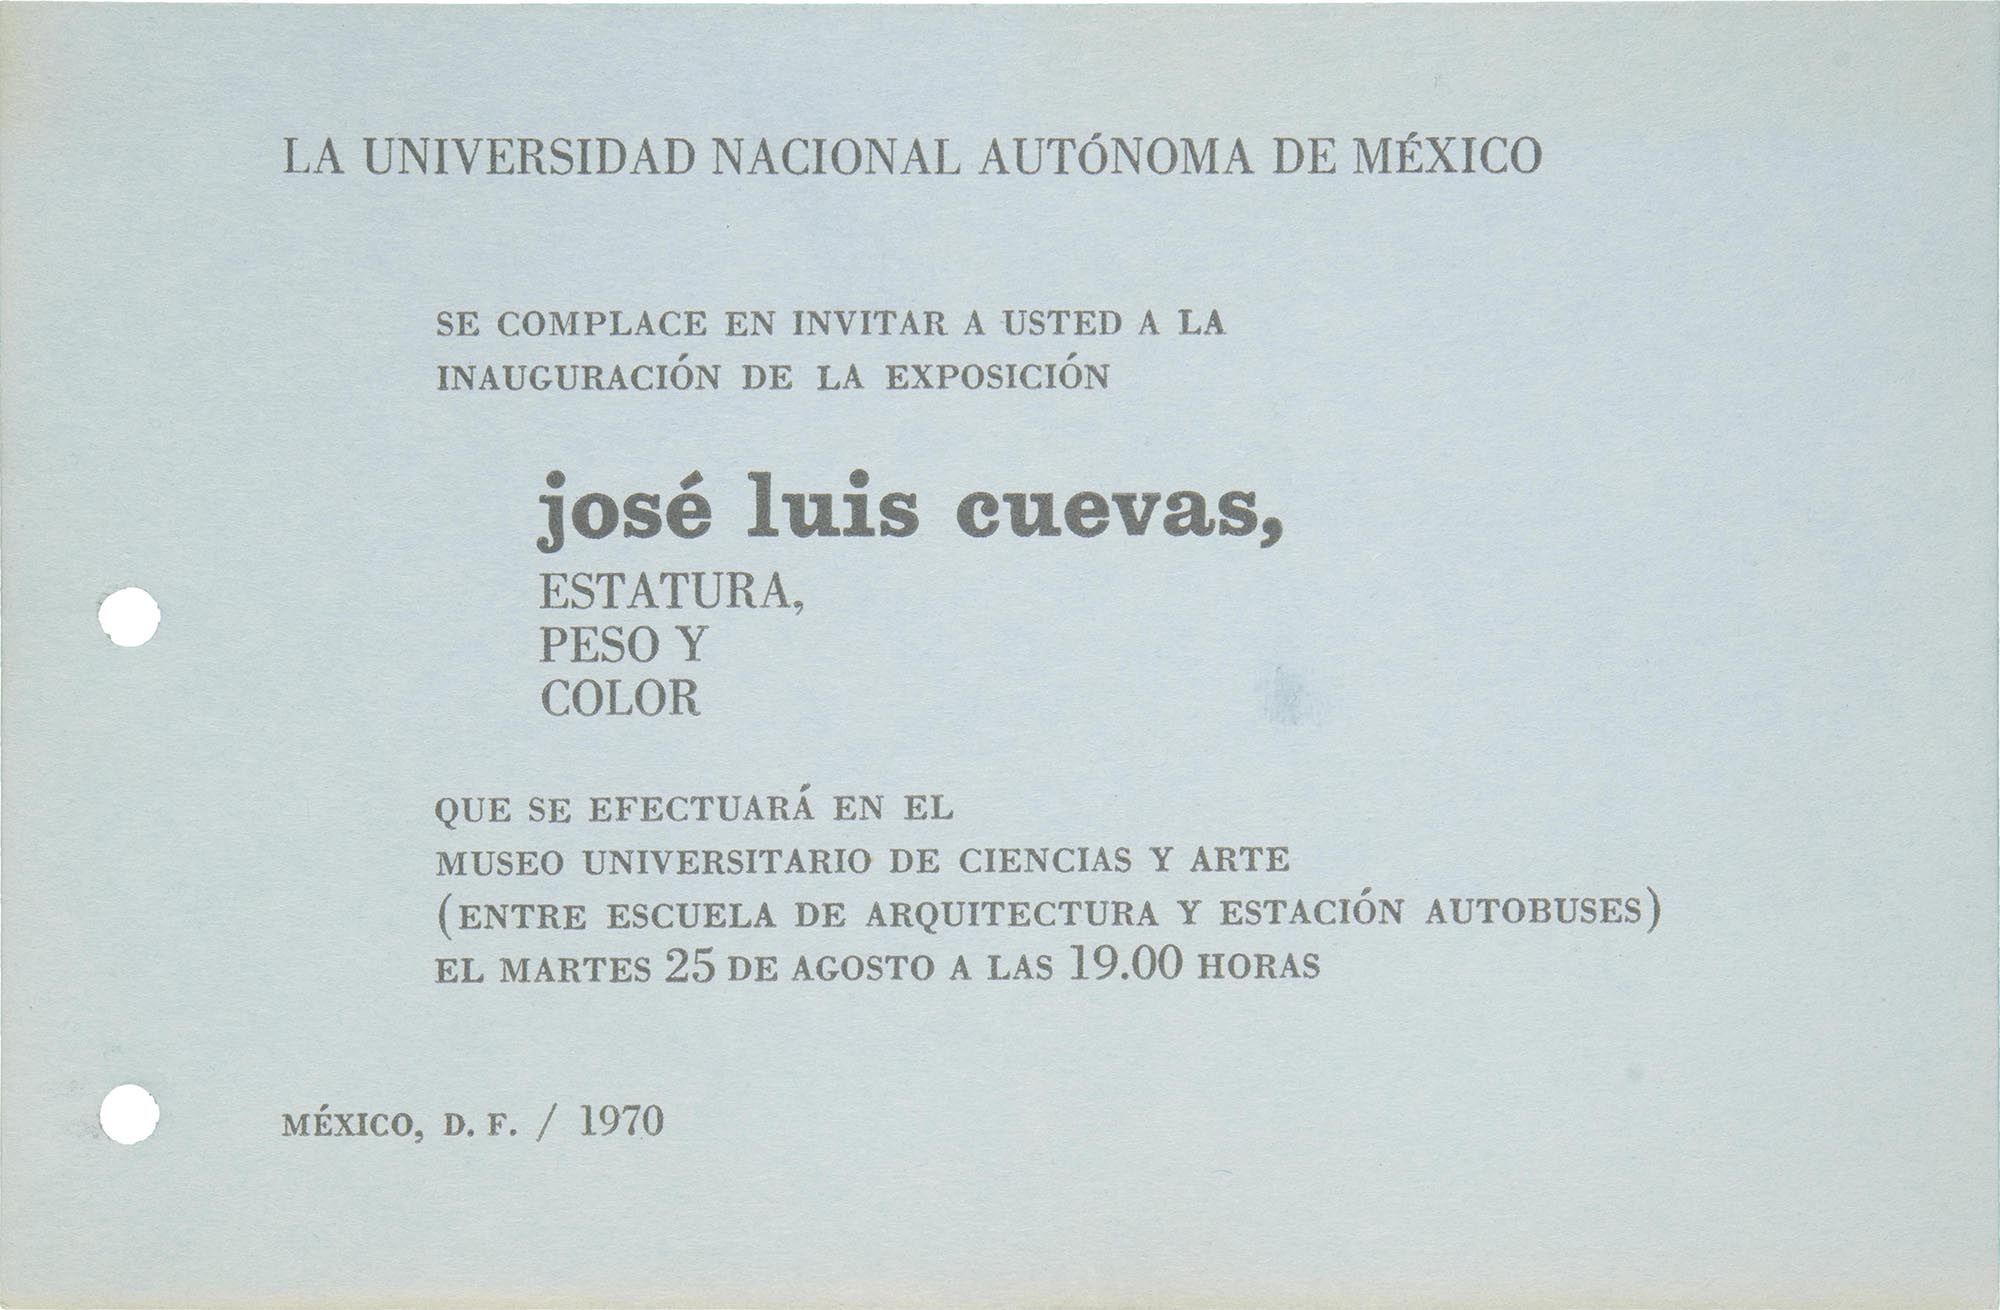 LA UNIVERSIDAD NACIONAL AUTÓNOMA DE MÉXICO
SE COMPLACE EN INVITAR A USTED A LA
INAUGURACIÓN DE LA EXPOSICIÓN
josé luis cuevas,
ESTATURA,
PESO Y
COLOR
QUE SE EFECTUARÁ EN EL
MUSEO UNIVERSITARIO DE CIENCIAS Y ARTE
(ENTRE ESCUELA DE ARQUITECTURA Y ESTACIÓN AUTOBUSES)
EL MARTES 25 DE AGOSTO A LAS 19.00 HORAS
MÉXICO, D. F. / 1970